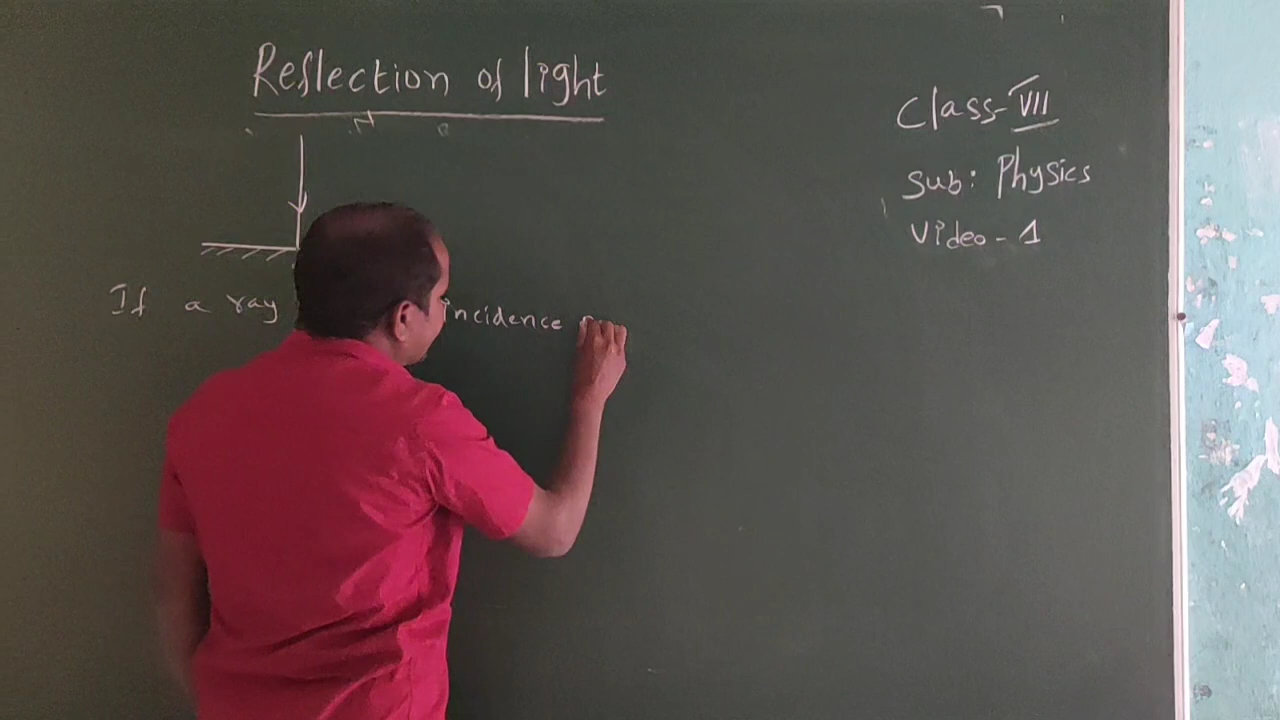 Reflection of light
N
Class-VII
Sub: Physics
Video-1
If a ray incidence